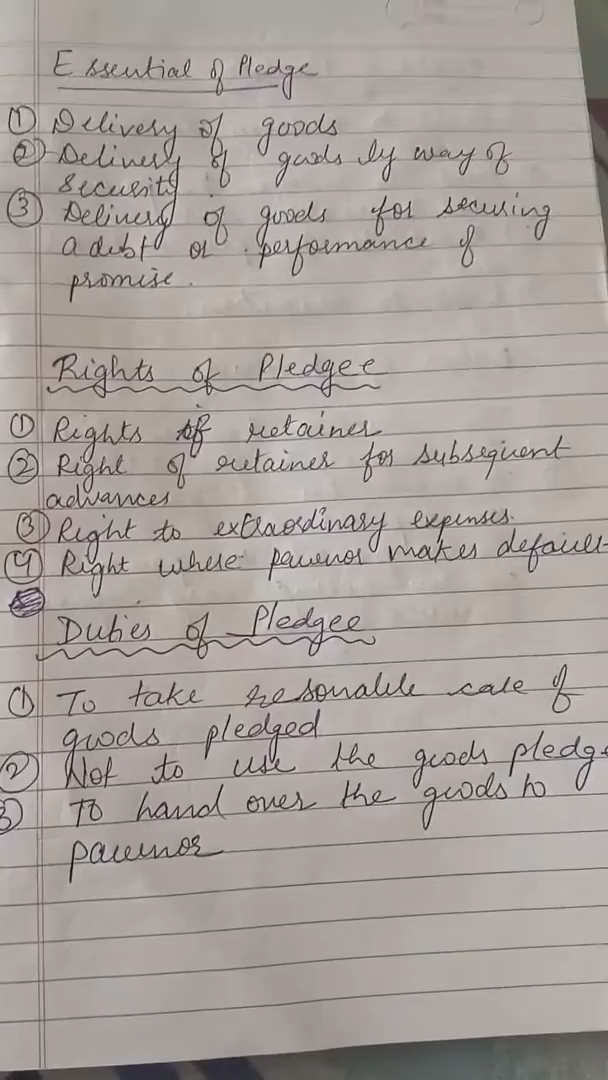 Essential of Pledge
① Delivery of goods
② Delivery of goods by way of
security
③ Delivery of goods for securing
a debt or performance of
promise.
Rights of Pledgee
① Rights of retainer
② Right of retainer for subsequent
advances
③ Right to extraordinary expenses.
④ Right where pawnor makes default
Duties of Pledgee
① To take resonable care of
goods pledged
② Not to use the goods pledge
③ To hand over the goods to
pawnor